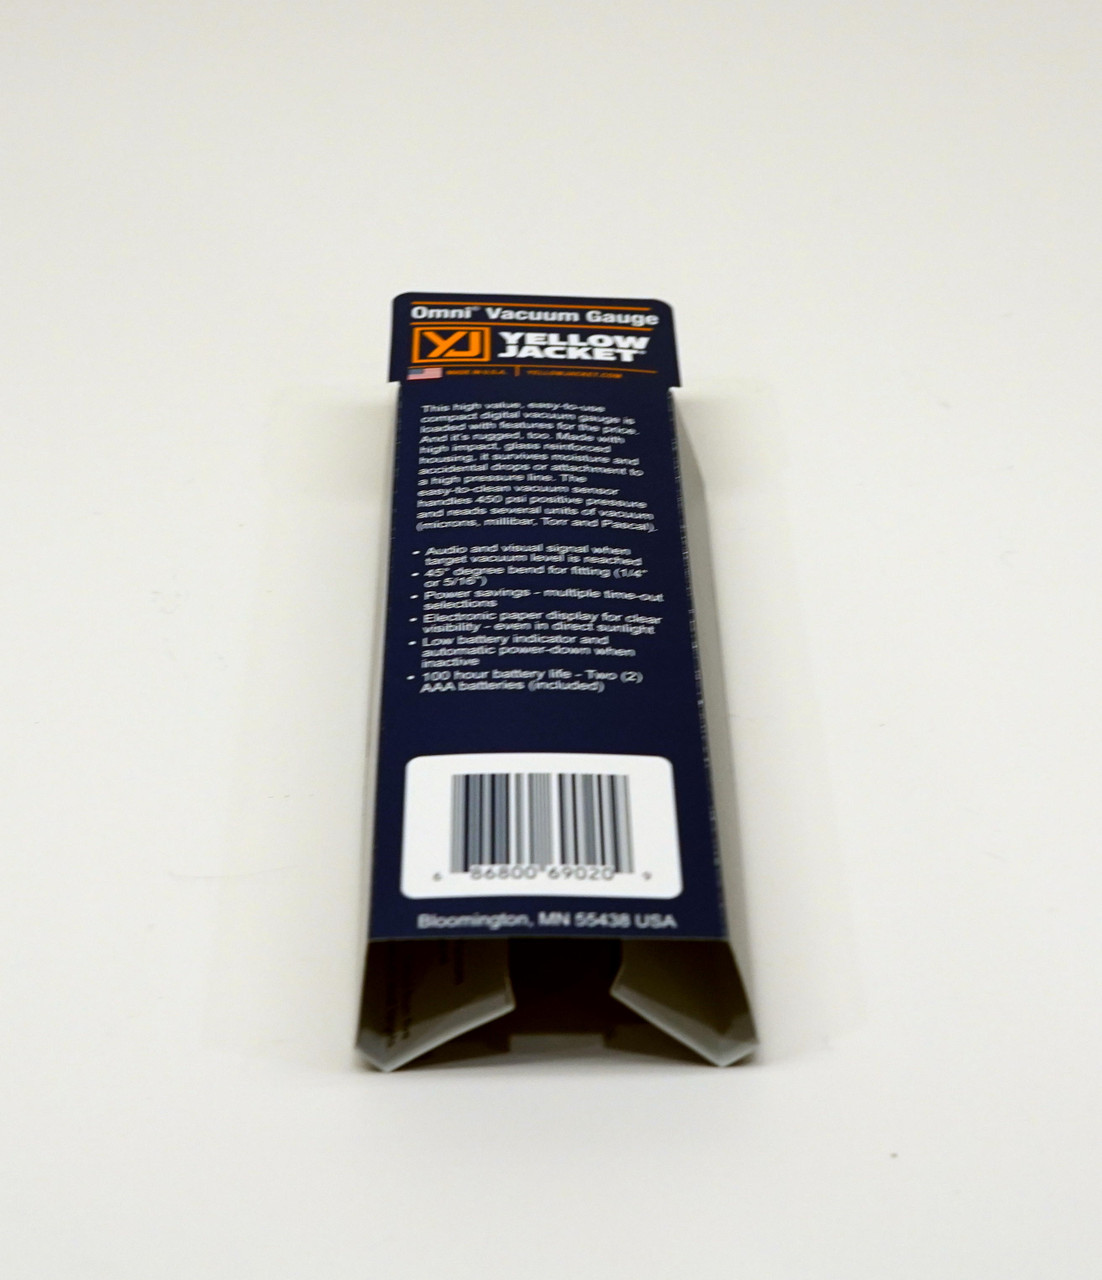 Omni® Vacuum Gauge
YJ YELLOW
JACKET®
MADE IN U.S.A. | YELLOWJACKET.COM
This high value, easy-to-use
compact digital vacuum gauge is
loaded with features for the price.
And it's rugged, too. Made with
high impact, glass reinforced
housing, it survives moisture and
accidental drops or attachment to
a high pressure line. The
easy-to-clean vacuum sensor
handles 450 psi positive pressure
and reads several units of vacuum
(microns, millibar, Torr and Pascal).
• Audio and visual signal when
target vacuum level is reached
• 45° degree bend for fitting (1/4"
or 5/16")
• Power savings - multiple time-out
selections
• Electronic paper display for clear
visibility - even in direct sunlight
• Low battery indicator and
automatic power-down when
inactive
• 100 hour battery life - Two (2)
AAA batteries (included)
6 86800 69020 9
Bloomington, MN 55438 USA